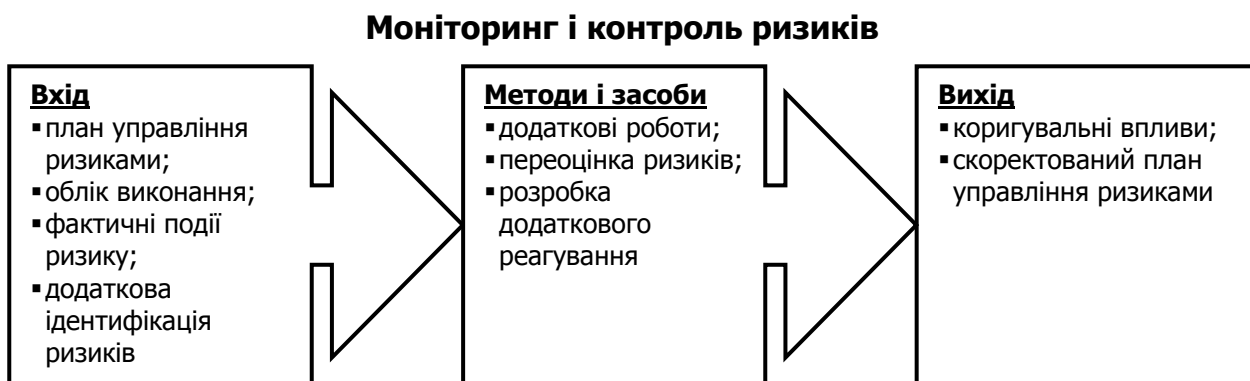 Моніторинг і контроль ризиків
Вхід
▪план управління
ризиками;
▪облік виконання;
▪фактичні події
ризику;
▪додаткова
ідентифікація
ризиків
Методи і засоби
▪додаткові роботи;
▪переоцінка ризиків;
▪розробка
додаткового
реагування
Вихід
▪коригувальні впливи;
▪скоректований план
управління ризиками